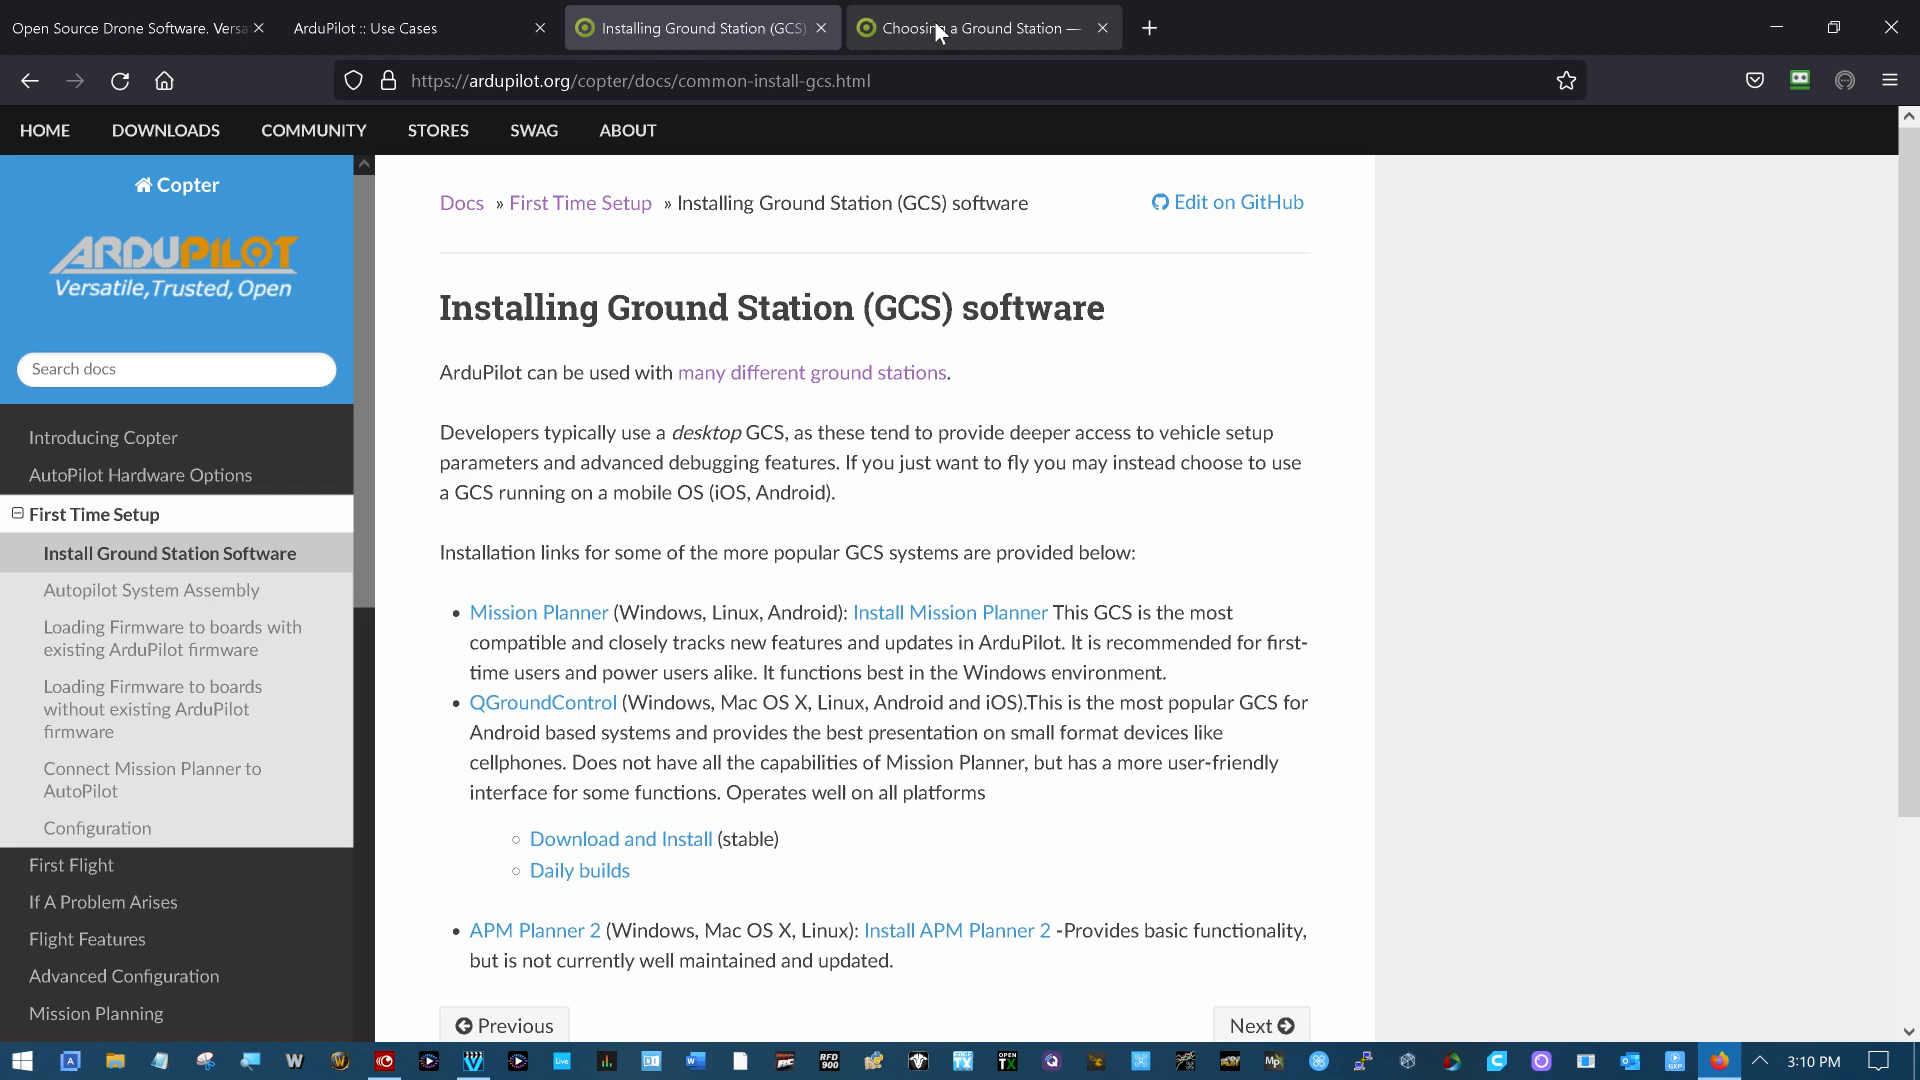 Open Source Drone Software. Versa
ArduPilot :: Use Cases
Installing Ground Station (GCS)
Choosing a Ground Station —
https://ardupilot.org/copter/docs/common-install-gcs.html
HOME DOWNLOADS COMMUNITY STORES SWAG ABOUT
Copter
ARDUPILOT
Versatile, Trusted, Open
Search docs
Introducing Copter
AutoPilot Hardware Options
First Time Setup
Install Ground Station Software
Autopilot System Assembly
Loading Firmware to boards with
existing ArduPilot firmware
Loading Firmware to boards
without existing ArduPilot
firmware
Connect Mission Planner to
AutoPilot
Configuration
First Flight
If A Problem Arises
Flight Features
Advanced Configuration
Mission Planning
Docs » First Time Setup » Installing Ground Station (GCS) software
Edit on GitHub
Installing Ground Station (GCS) software
ArduPilot can be used with many different ground stations.
Developers typically use a desktop GCS, as these tend to provide deeper access to vehicle setup
parameters and advanced debugging features. If you just want to fly you may instead choose to use
a GCS running on a mobile OS (iOS, Android).
Installation links for some of the more popular GCS systems are provided below:
• Mission Planner (Windows, Linux, Android): Install Mission Planner This GCS is the most
compatible and closely tracks new features and updates in ArduPilot. It is recommended for first-
time users and power users alike. It functions best in the Windows environment.
• QGroundControl (Windows, Mac OS X, Linux, Android and iOS).This is the most popular GCS for
Android based systems and provides the best presentation on small format devices like
cellphones. Does not have all the capabilities of Mission Planner, but has a more user-friendly
interface for some functions. Operates well on all platforms
◦ Download and Install (stable)
◦ Daily builds
• APM Planner 2 (Windows, Mac OS X, Linux): Install APM Planner 2 -Provides basic functionality,
but is not currently well maintained and updated.
Previous
Next
3:10 PM